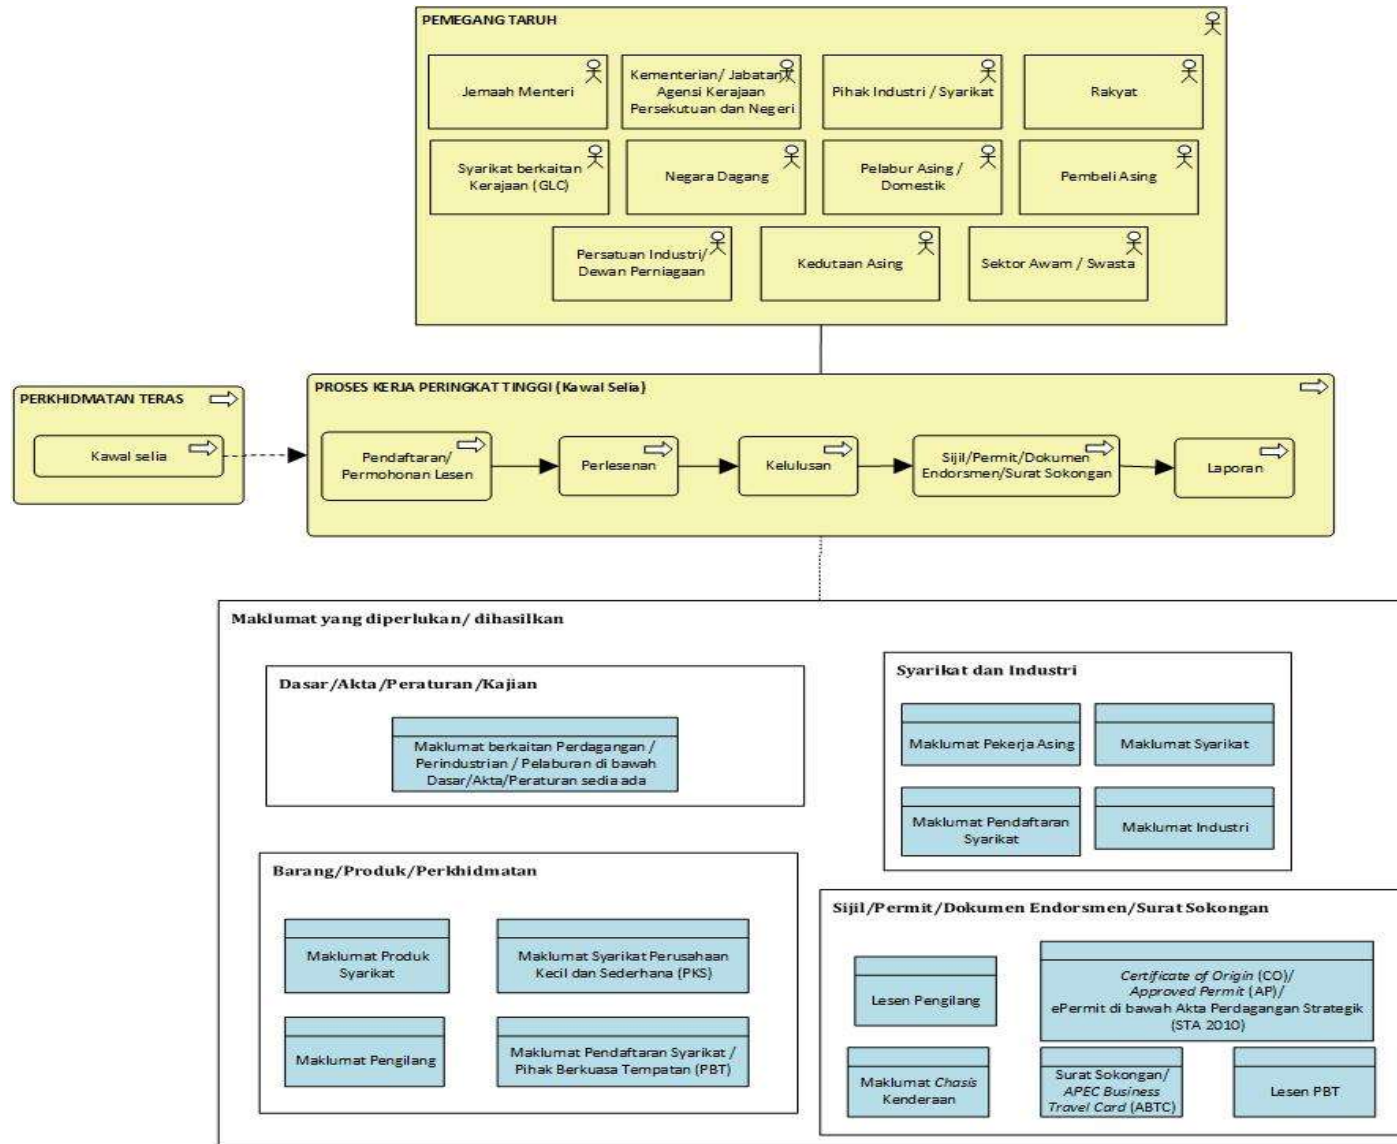 PEMEGANG TARUH
Jemaah Menteri
Kementerian/ Jabatan/
Agensi Kerajaan
Persekutuan dan Negeri
Pihak Industri / Syarikat
Rakyat
Syarikat berkaitan
Kerajaan (GLC)
Negara Dagang
Pelabur Asing /
Domestik
Pembeli Asing
Persatuan Industri/
Dewan Perniagaan
Kedutaan Asing
Sektor Awam / Swasta
PERKHIDMATAN TERAS
Kawal selia
PROSES KERJA PERINGKAT TINGGI (Kawal Selia)
Pendaftaran/
Permohonan Lesen
Perlesenan
Kelulusan
Sijil/Permit/Dokumen
Endorsmen/Surat Sokongan
Laporan
Maklumat yang diperlukan/ dihasilkan
Dasar/Akta/Peraturan/Kajian
Maklumat berkaitan Perdagangan /
Perindustrian / Pelaburan di bawah
Dasar/Akta/Peraturan sedia ada
Syarikat dan Industri
Maklumat Pekerja Asing
Maklumat Syarikat
Maklumat Pendaftaran
Syarikat
Maklumat Industri
Barang/Produk/Perkhidmatan
Maklumat Produk
Syarikat
Maklumat Syarikat Perusahaan
Kecil dan Sederhana (PKS)
Maklumat Pengilang
Maklumat Pendaftaran Syarikat /
Pihak Berkuasa Tempatan (PBT)
Sijil/Permit/Dokumen Endorsmen/Surat Sokongan
Lesen Pengilang
Certificate of Origin (CO)/
Approved Permit (AP)/
ePermit di bawah Akta Perdagangan Strategik
(STA 2010)
Maklumat Chasis
Kenderaan
Surat Sokongan/
APEC Business
Travel Card (ABTC)
Lesen PBT